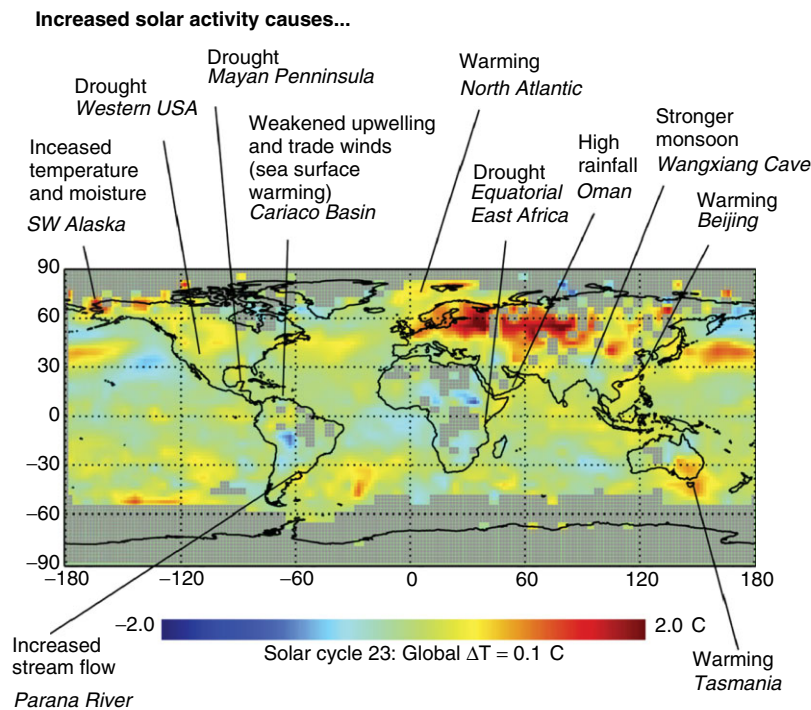 Increased solar activity causes...
Drought
Mayan Penninsula
Warming
North Atlantic
Drought
Western USA
Weakened upwelling
and trade winds
(sea surface
warming)
Cariaco Basin
Stronger
monsoon
Wangxiang Cave
Inceased
temperature
and moisture
SW Alaska
Drought
Equatorial
East Africa
High
rainfall
Oman
Warming
Beijing
90
60
30
0
−30
−60
−90
−180
−120
−60
0
60
120
180
−2.0
2.0 C
Solar cycle 23: Global ΔT = 0.1 C
Increased
stream flow
Parana River
Warming
Tasmania